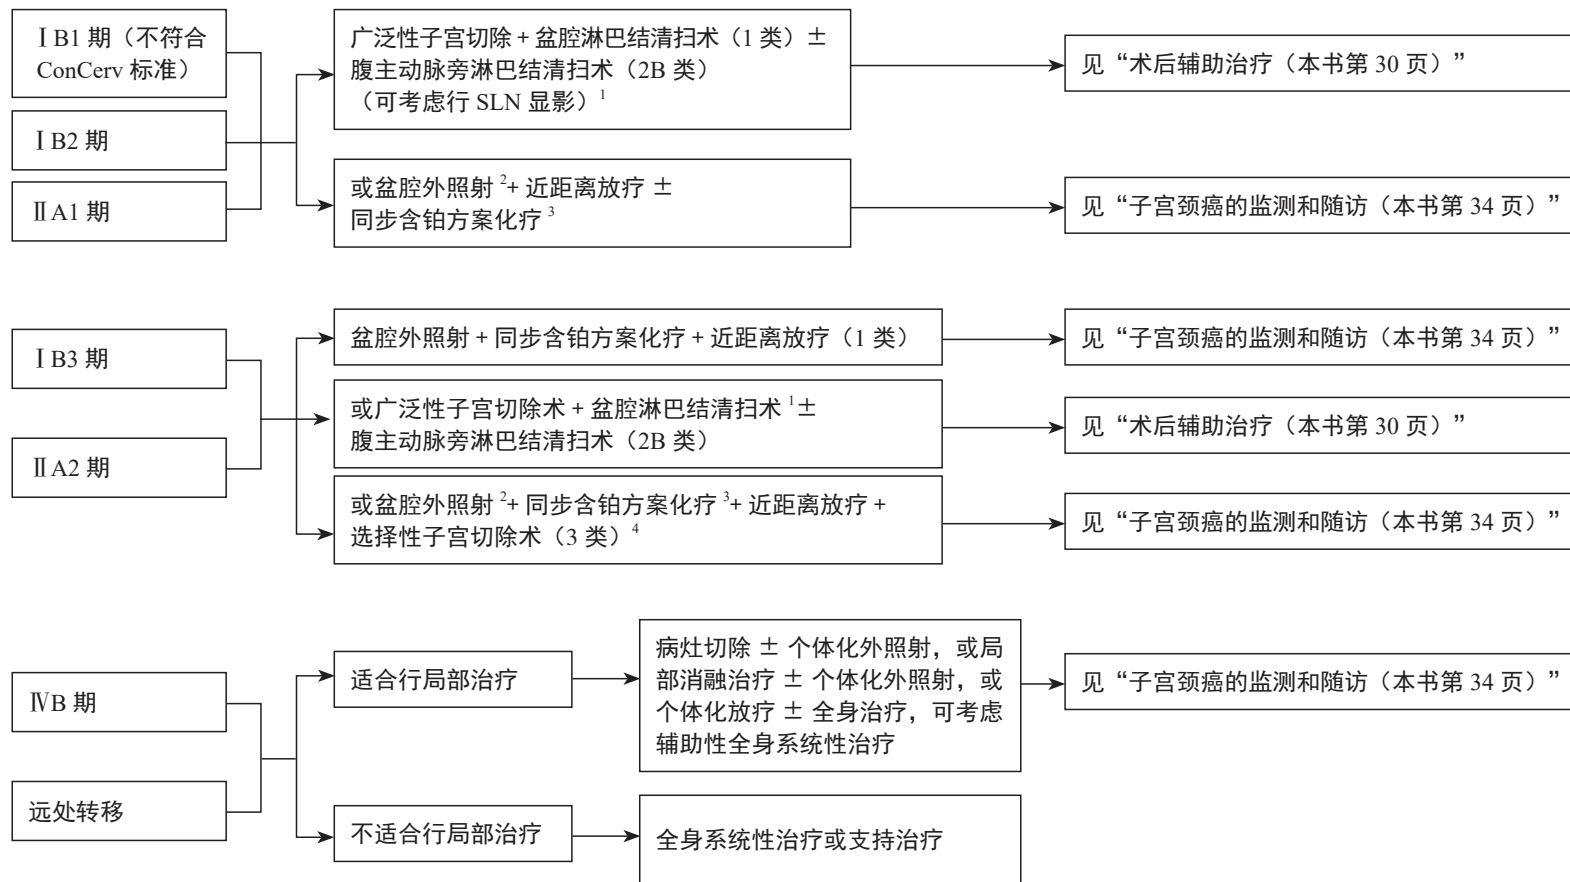 ⅠB1 期（不符合
ConCerv 标准）
ⅠB2 期
ⅡA1 期
广泛性子宫切除 + 盆腔淋巴结清扫术（1 类）±
腹主动脉旁淋巴结清扫术（2B 类）
（可考虑行 SLN 显影）1
见“术后辅助治疗（本书第 30 页）”
或盆腔外照射 2+ 近距离放疗 ±
同步含铂方案化疗 3
见“子宫颈癌的监测和随访（本书第 34 页）”
ⅠB3 期
ⅡA2 期
盆腔外照射 + 同步含铂方案化疗 + 近距离放疗（1 类）
见“子宫颈癌的监测和随访（本书第 34 页）”
或广泛性子宫切除术 + 盆腔淋巴结清扫术 1±
腹主动脉旁淋巴结清扫术（2B 类）
见“术后辅助治疗（本书第 30 页）”
或盆腔外照射 2+ 同步含铂方案化疗 3+ 近距离放疗 +
选择性子宫切除术（3 类）4
见“子宫颈癌的监测和随访（本书第 34 页）”
ⅣB 期
远处转移
适合行局部治疗
病灶切除 ± 个体化外照射，或局
部消融治疗 ± 个体化外照射，或
个体化放疗 ± 全身治疗，可考虑
辅助性全身系统性治疗
见“子宫颈癌的监测和随访（本书第 34 页）”
不适合行局部治疗
全身系统性治疗或支持治疗